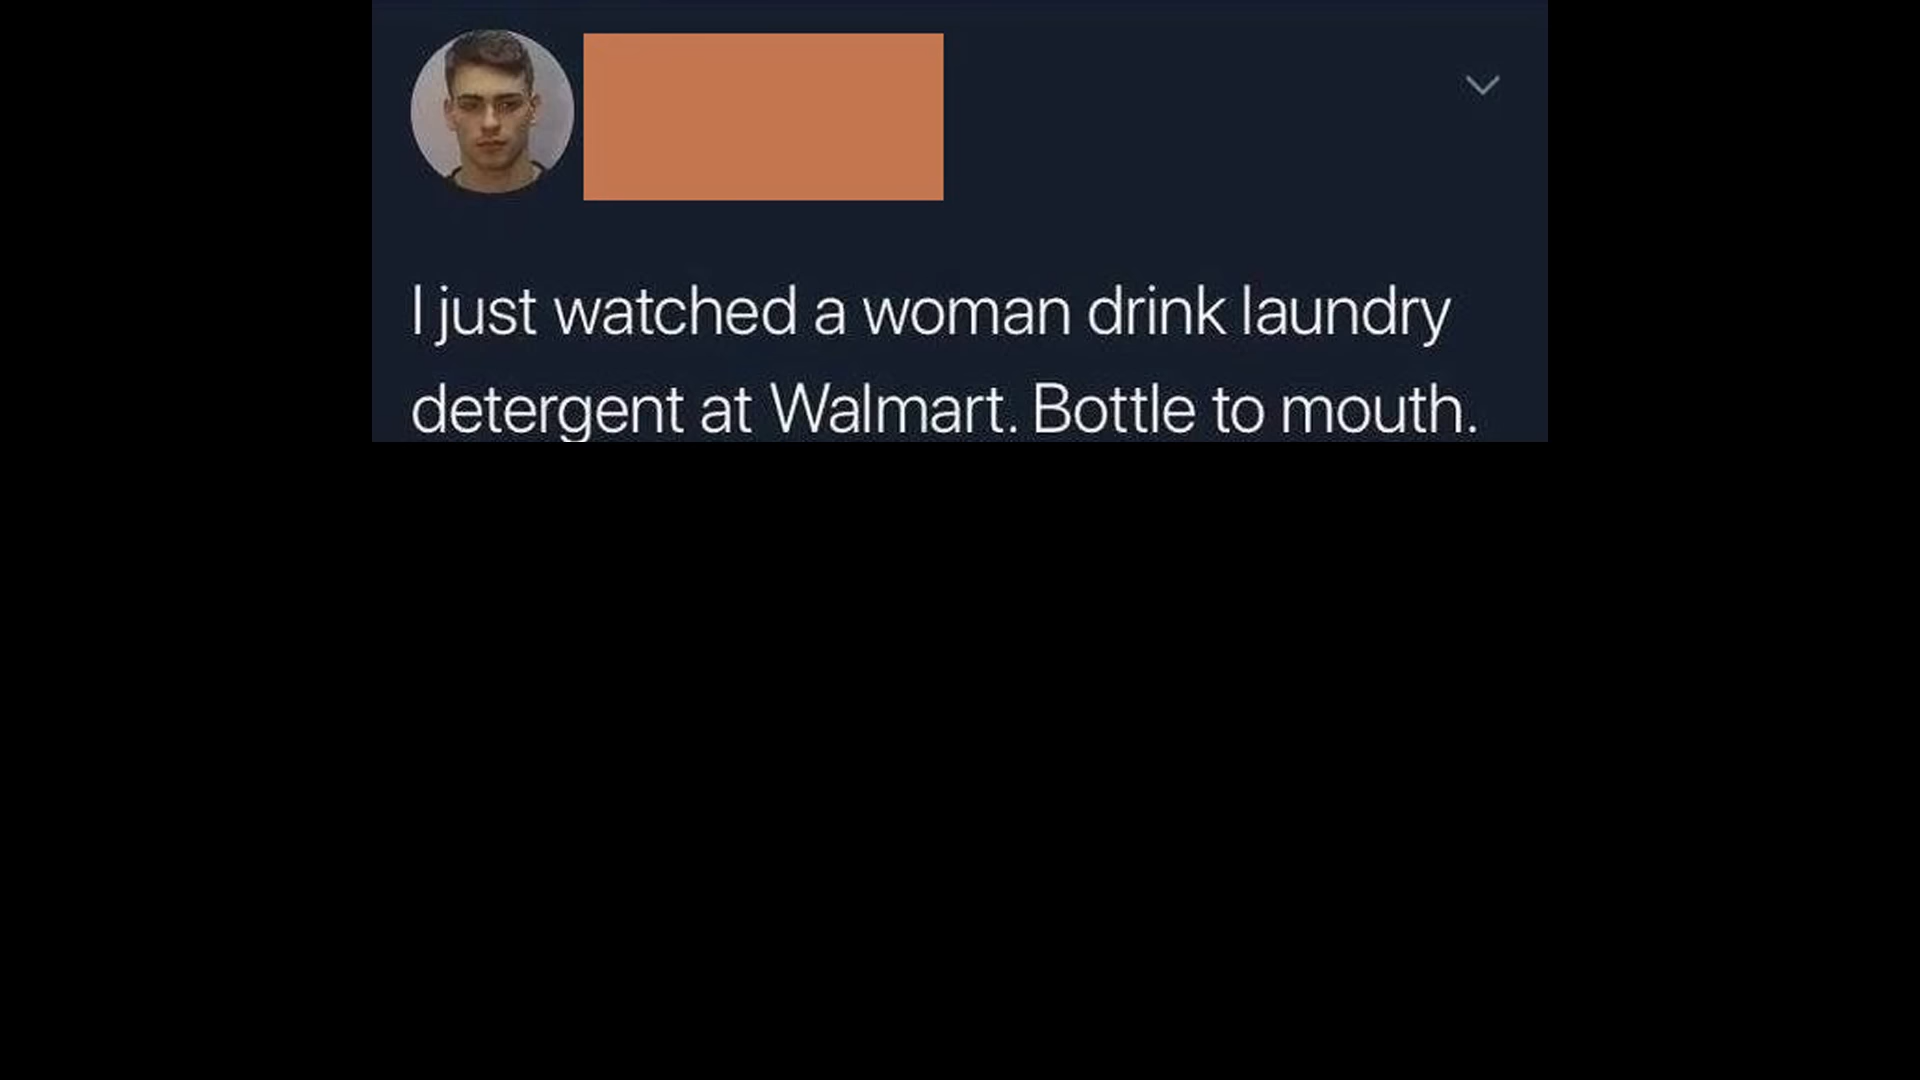 I just watched a woman drink laundry
detergent at Walmart. Bottle to mouth.